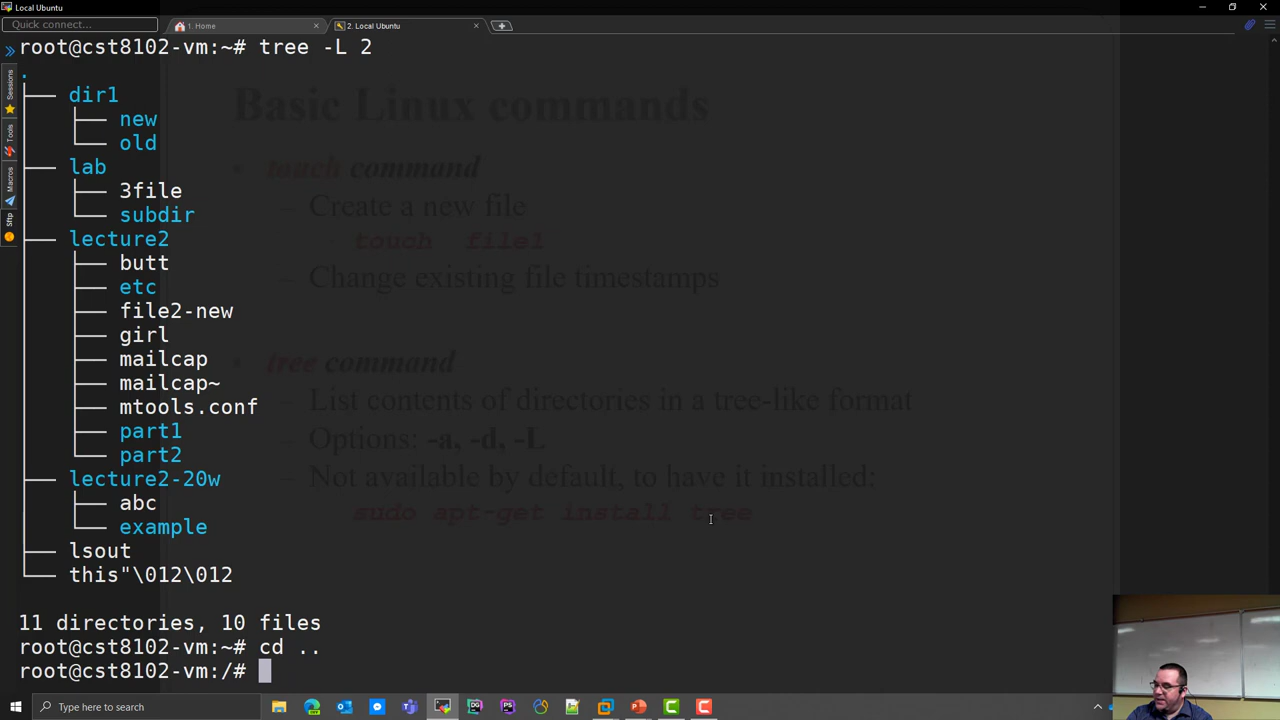 Local Ubuntu
Quick connect...
1. Home
2. Local Ubuntu
Sessions
Tools
Macros
Sftp
root@cst8102-vm:~# tree -L 2
.
├── dir1
│   ├── new
│   └── old
├── lab
│   ├── 3file
│   └── subdir
├── lecture2
│   ├── butt
│   ├── etc
│   ├── file2-new
│   ├── girl
│   ├── mailcap
│   ├── mailcap~
│   ├── mtools.conf
│   ├── part1
│   └── part2
├── lecture2-20w
│   ├── abc
│   └── example
├── lsout
└── this"\012\012
11 directories, 10 files
root@cst8102-vm:~# cd ..
root@cst8102-vm:/#
Basic Linux commands
• touch command
– Create a new file
• touch file1
– Change existing file timestamps
• tree command
– List contents of directories in a tree-like format
– Options: -a, -d, -L
– Not available by default, to have it installed:
sudo apt-get install tree
Type here to search